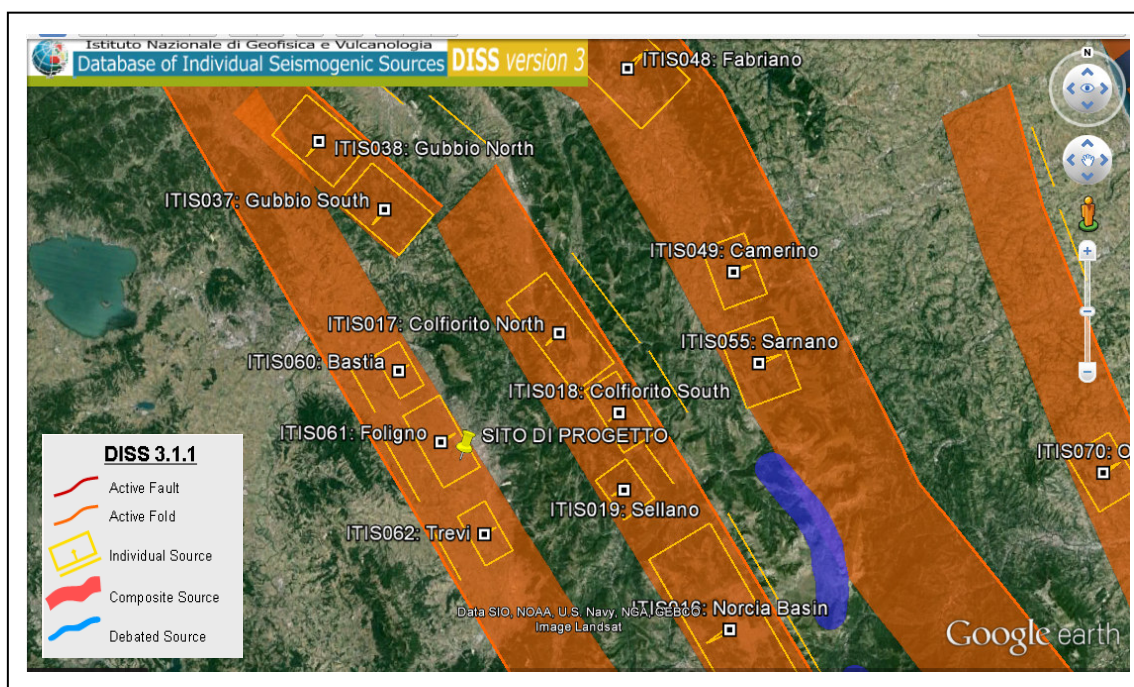 Istituto Nazionale di Geofisica e Vulcanologia
Database of Individual Seismogenic Sources DISS version 3
ITIS048: Fabriano
N
ITIS038: Gubbio North
ITIS037: Gubbio South
ITIS049: Camerino
ITIS017: Colfiorito North
ITIS055: Sarnano
ITIS060: Bastia
ITIS018: Colfiorito South
ITIS061: Foligno
SITO DI PROGETTO
ITIS070: O
ITIS019: Sellano
ITIS062: Trevi
ITIS016: Norcia Basin
Data SIO, NOAA, U.S. Navy, NGA, GEBCO
Image Landsat
Google earth
DISS 3.1.1
Active Fault
Active Fold
Individual Source
Composite Source
Debated Source